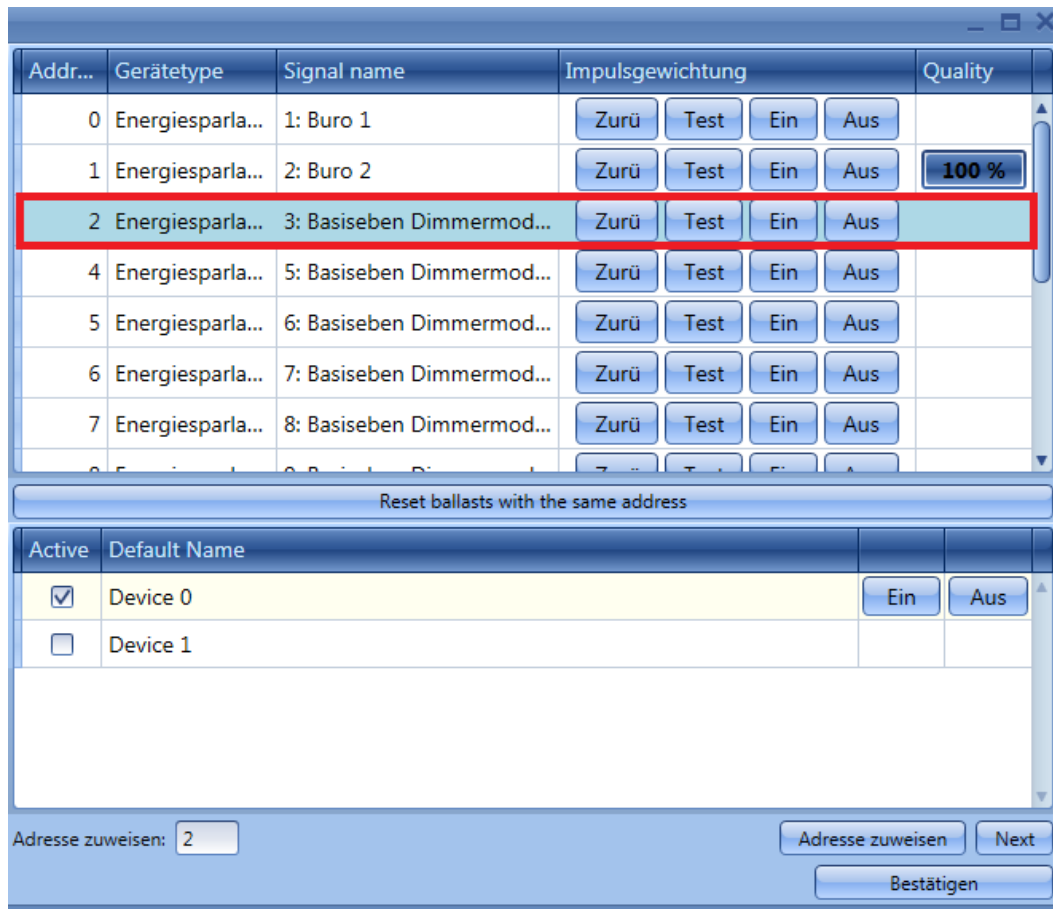 Addr... Gerätetype Signal name Impulsgewichtung Quality
0 Energiesparla... 1: Buro 1 Zurü Test Ein Aus
1 Energiesparla... 2: Buro 2 Zurü Test Ein Aus 100 %
2 Energiesparla... 3: Basiseben Dimmermod... Zurü Test Ein Aus
4 Energiesparla... 5: Basiseben Dimmermod... Zurü Test Ein Aus
5 Energiesparla... 6: Basiseben Dimmermod... Zurü Test Ein Aus
6 Energiesparla... 7: Basiseben Dimmermod... Zurü Test Ein Aus
7 Energiesparla... 8: Basiseben Dimmermod... Zurü Test Ein Aus
Reset ballasts with the same address
Active Default Name
Device 0 Ein Aus
Device 1
Adresse zuweisen: 2 Adresse zuweisen Next
Bestätigen